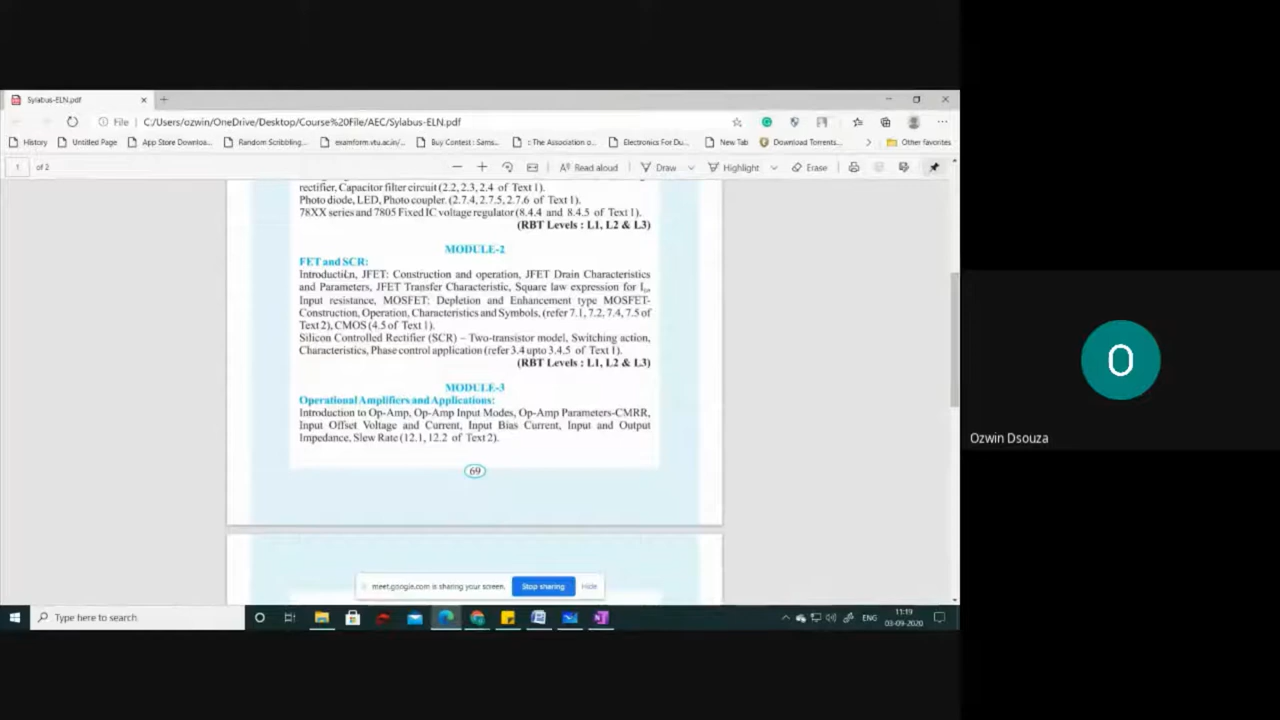 Sylabus-ELN.pdf
File
C:/Users/ozwin/OneDrive/Desktop/Course%20File/AEC/Sylabus-ELN.pdf
History Untitled Page App Store Downloa... Random Scribbling... examform.vtu.ac.in/... Buy Contest : Sams... :: The Association o... Electronics For Du... New Tab Download Torrents... Other favorites
1 of 2 Read aloud Draw Highlight Erase
rectifier, Capacitor filter circuit (2.2, 2.3, 2.4 of Text 1).
Photo diode, LED, Photo coupler. (2.7.4, 2.7.5, 2.7.6 of Text 1).
78XX series and 7805 Fixed IC voltage regulator (8.4.4 and 8.4.5 of Text 1).
(RBT Levels : L1, L2 & L3)
MODULE-2
FET and SCR:
Introduction, JFET: Construction and operation, JFET Drain Characteristics
and Parameters, JFET Transfer Characteristic, Square law expression for
Input resistance, MOSFET: Depletion and Enhancement type MOSFET-
Construction, Operation, Characteristics and Symbols, (refer 7.1, 7.2, 7.4, 7.5 of
Text 2), CMOS (4.5 of Text 1).
Silicon Controlled Rectifier (SCR) – Two-transistor model, Switching action,
Characteristics, Phase control application (refer 3.4 upto 3.4.5 of Text 1).
(RBT Levels : L1, L2 & L3)
MODULE-3
Operational Amplifiers and Applications:
Introduction to Op-Amp, Op-Amp Input Modes, Op-Amp Parameters-CMRR,
Input Offset Voltage and Current, Input Bias Current, Input and Output
Impedance, Slew Rate (12.1, 12.2 of Text 2).
69
meet.google.com is sharing your screen. Stop sharing Hide
Type here to search
ENG
11:19
03-09-2020
O
Ozwin Dsouza